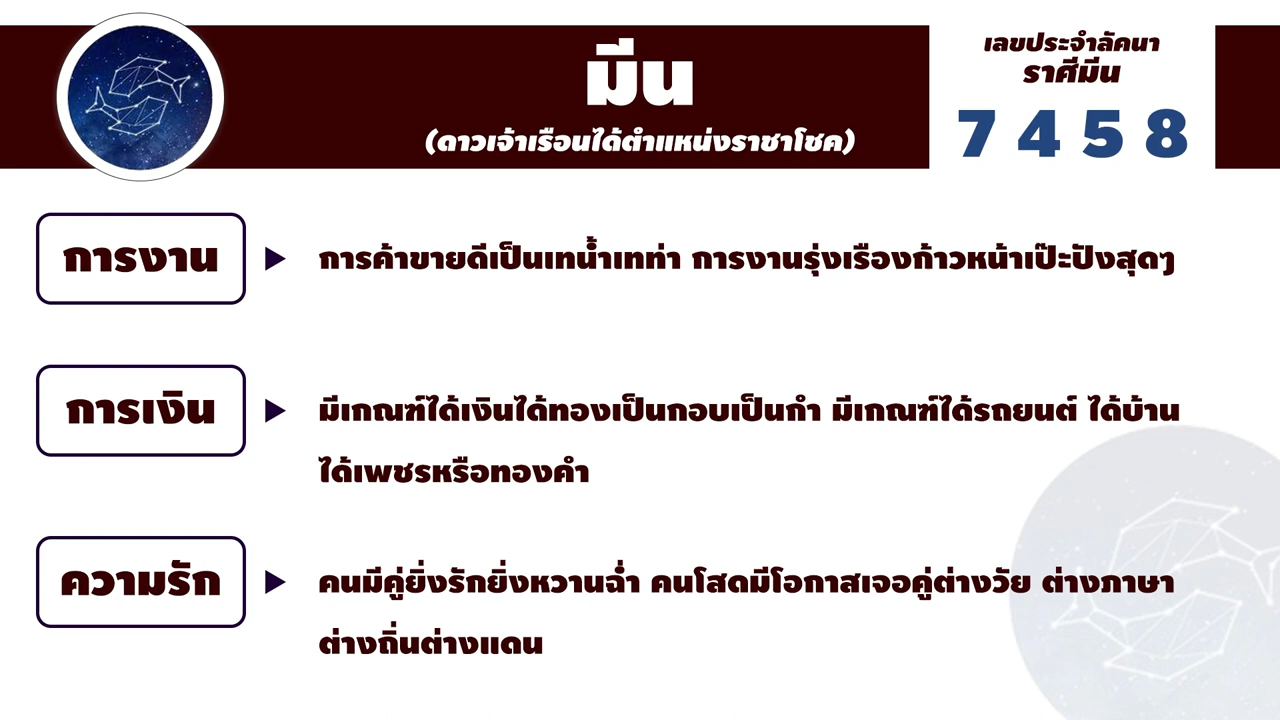 มีน
(ดาวเจ้าเรือนได้ตำแหน่งราชาโชค)
เลขประจำลัคนา
ราศีมีน
7 4 5 8
การงาน
การค้าขายดีเป็นเทน้ำเทท่า การงานรุ่งเรืองก้าวหน้าเป๊ะปังสุดๆ
การเงิน
มีเกณฑ์ได้เงินได้ทองเป็นกอบเป็นกำ มีเกณฑ์ได้รถยนต์ ได้บ้าน
ได้เพชรหรือทองคำ
ความรัก
คนมีคู่ยิ่งรักยิ่งหวานฉ่ำ คนโสดมีโอกาสเจอคู่ต่างวัย ต่างภาษา
ต่างถิ่นต่างแดน